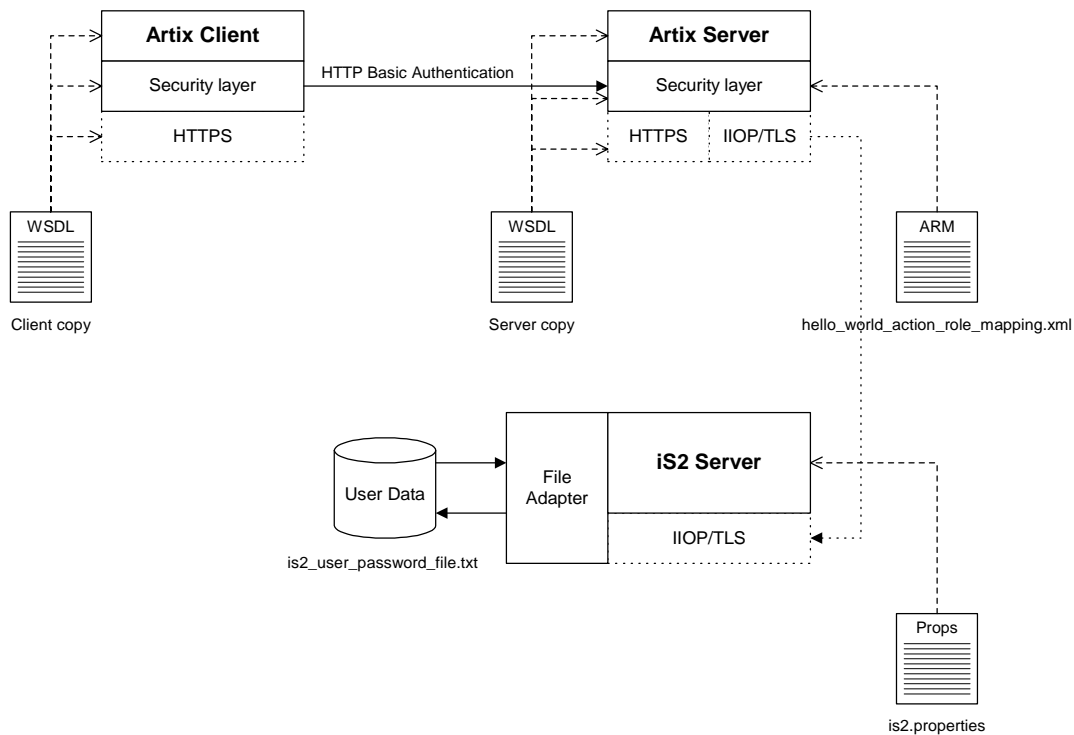 Artix Client
Artix Server
HTTP Basic Authentication
Security layer
Security layer
HTTPS
HTTPS
IIOP/TLS
WSDL
WSDL
ARM
Client copy
Server copy
hello_world_action_role_mapping.xml
iS2 Server
User Data
File
Adapter
IIOP/TLS
is2_user_password_file.txt
Props
is2.properties